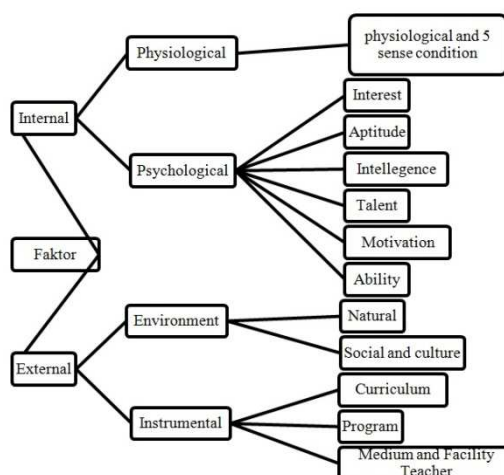 physiological and 5
sense condition
Physiological
Interest
Internal
Aptitude
Psychological
Intellegence
Talent
Motivation
Faktor
Ability
Environment
Natural
Social and culture
External
Curriculum
Instrumental
Program
Medium and Facility
Teacher